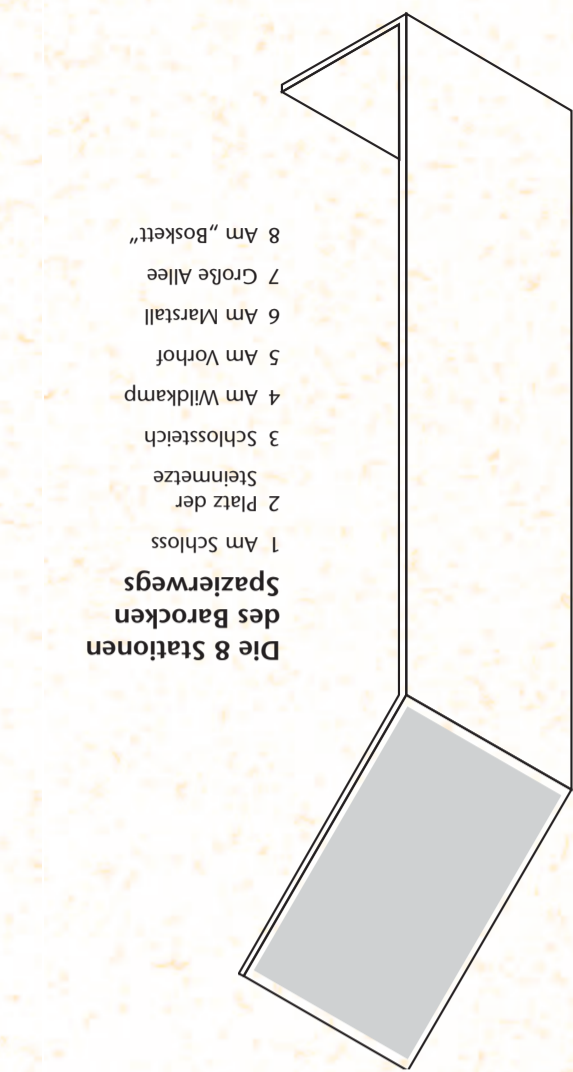 Die 8 Stationen
des Barocken
Spazierwegs
1 Am Schloss
2 Platz der
Steinmetze
3 Schlossteich
4 Am Wildkamp
5 Am Vorhof
6 Am Marstall
7 Große Allee
8 Am „Boskett“